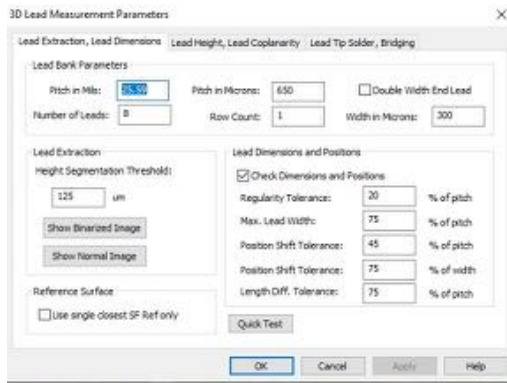 3D Lead Measurement Parameters
Lead Extraction, Lead Dimensions Lead Height, Lead Coplanarity Lead Tip Solder, Bridging
Lead Bank Parameters
Pitch in Mils: 25.59 Pitch in Microns: 650 Double Width End Lead
Number of Leads: 8 Row Count: 1 Width in Microns: 300
Lead Extraction
Height Segmentation Threshold:
125 um
Show Binarized Image
Show Normal Image
Reference Surface
Use single closest SF Ref only
Lead Dimensions and Positions
Check Dimensions and Positions
Regularity Tolerance: 20 % of pitch
Max. Lead Width: 75 % of pitch
Position Shift Tolerance: 45 % of pitch
Position Shift Tolerance: 75 % of width
Length Diff. Tolerance: 75 % of pitch
Quick Test
OK Cancel Apply Help